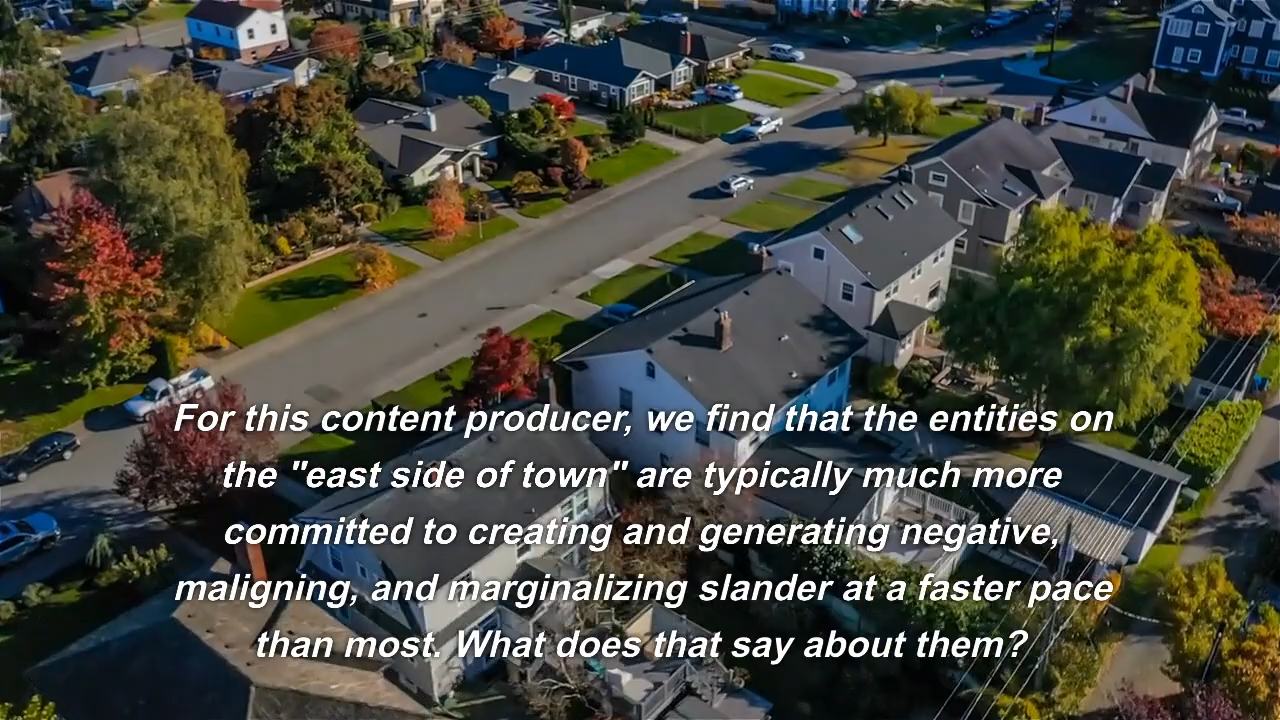 For this content producer, we find that the entities on
the "east side of town" are typically much more
committed to creating and generating negative,
maligning, and marginalizing slander at a faster pace
than most. What does that say about them?